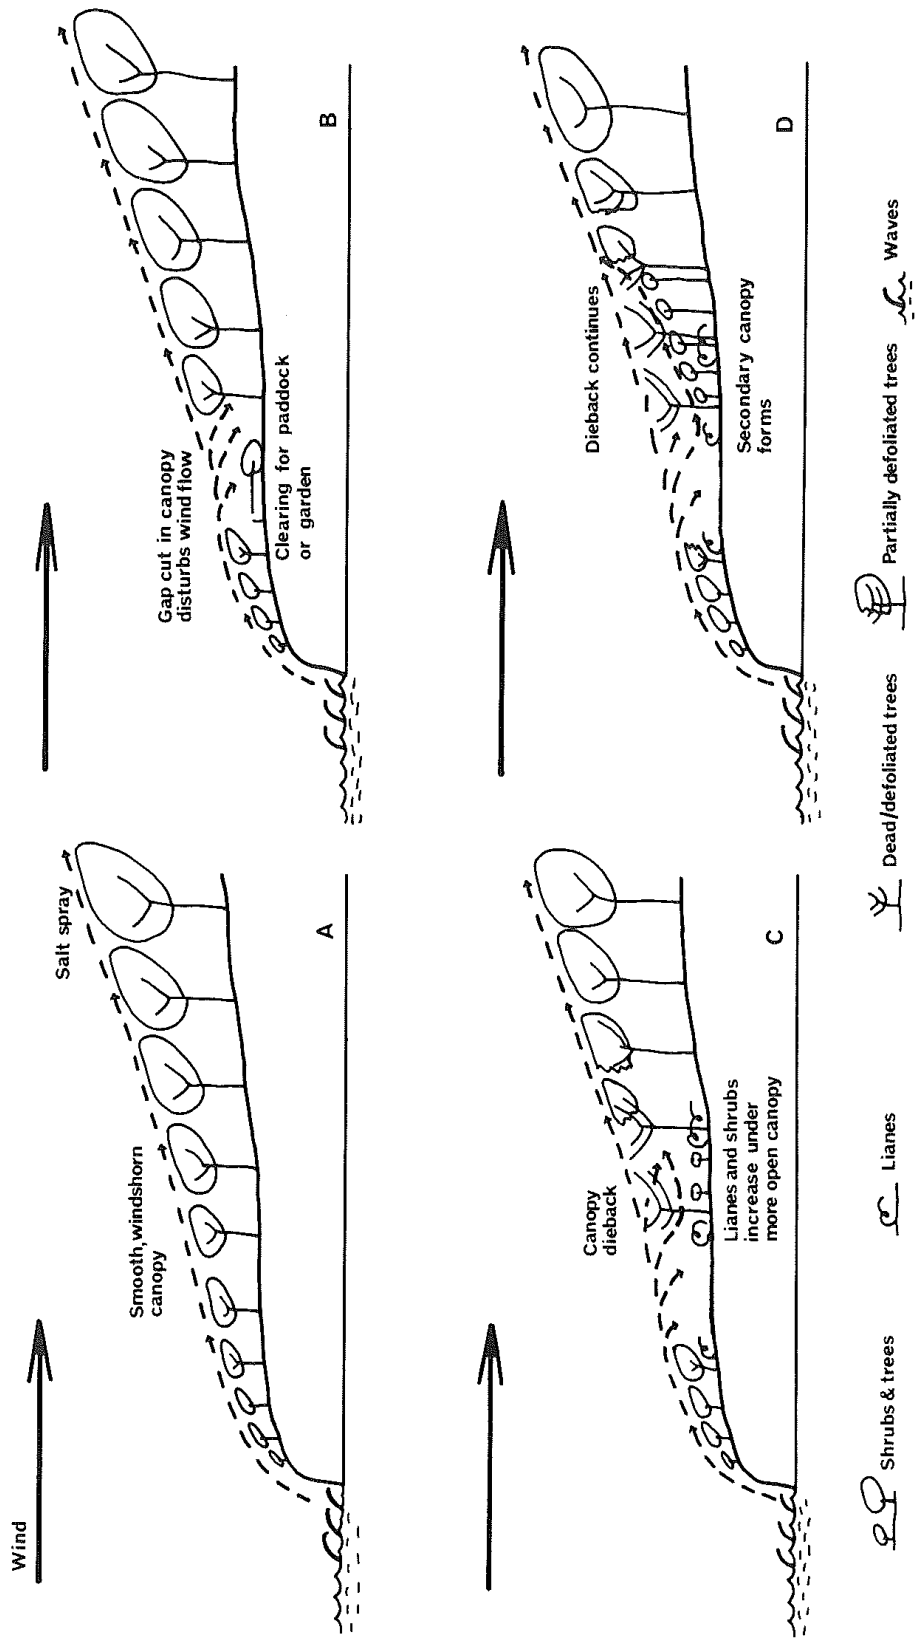 Wind
Salt spray
Smooth, windshorn
canopy
A
Gap cut in canopy
disturbs wind flow
Clearing for paddock
or garden
B
Canopy
dieback
Lianes and shrubs
increase under
more open canopy
C
Dieback continues
Secondary canopy
forms
D
Shrubs & trees
Lianes
Dead/defoliated trees
Partially defoliated trees
Waves